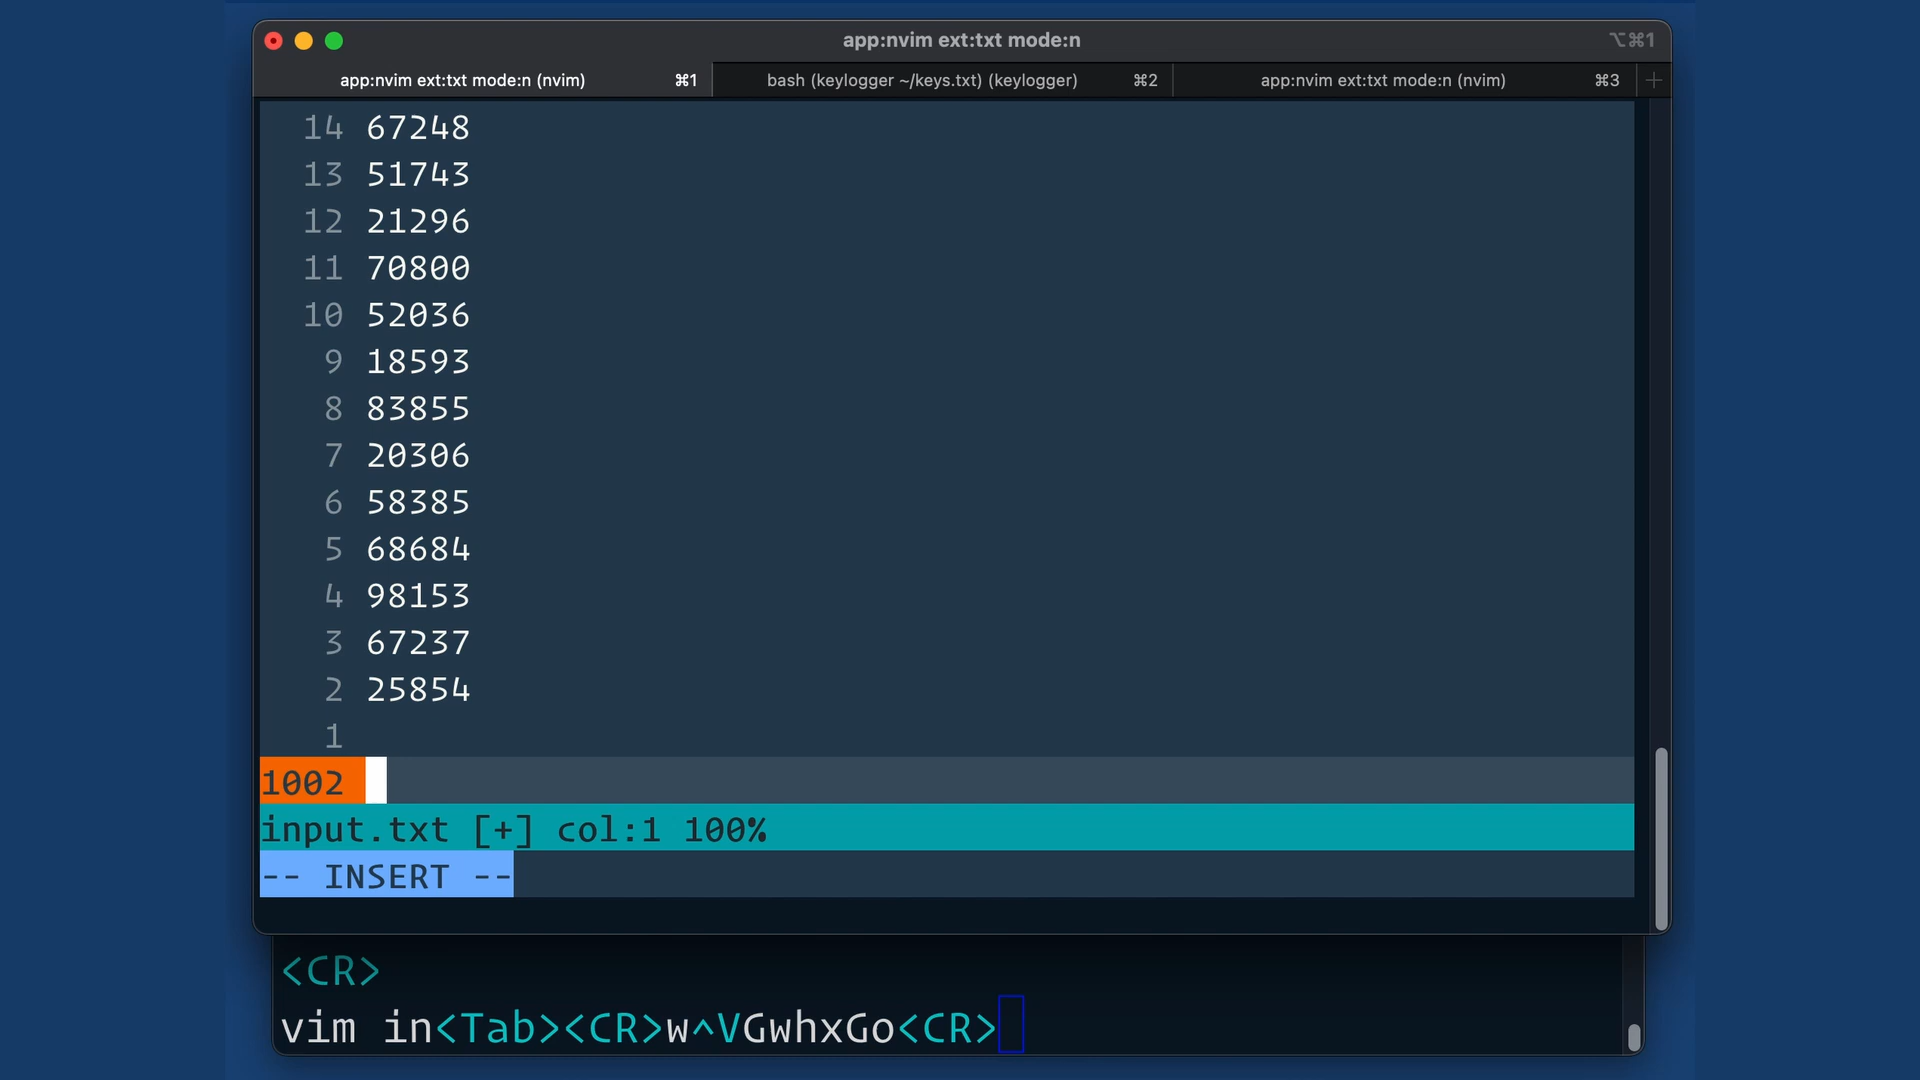 app:nvim ext:txt mode:n ⌥⌘1
app:nvim ext:txt mode:n (nvim) ⌘1 bash (keylogger ~/keys.txt) (keylogger) ⌘2 app:nvim ext:txt mode:n (nvim) ⌘3 +
14 67248
13 51743
12 21296
11 70800
10 52036
9 18593
8 83855
7 20306
6 58385
5 68684
4 98153
3 67237
2 25854
1
1002
input.txt [+] col:1 100%
-- INSERT --
<CR>
vim in<Tab><CR>w^VGwhxGo<CR>